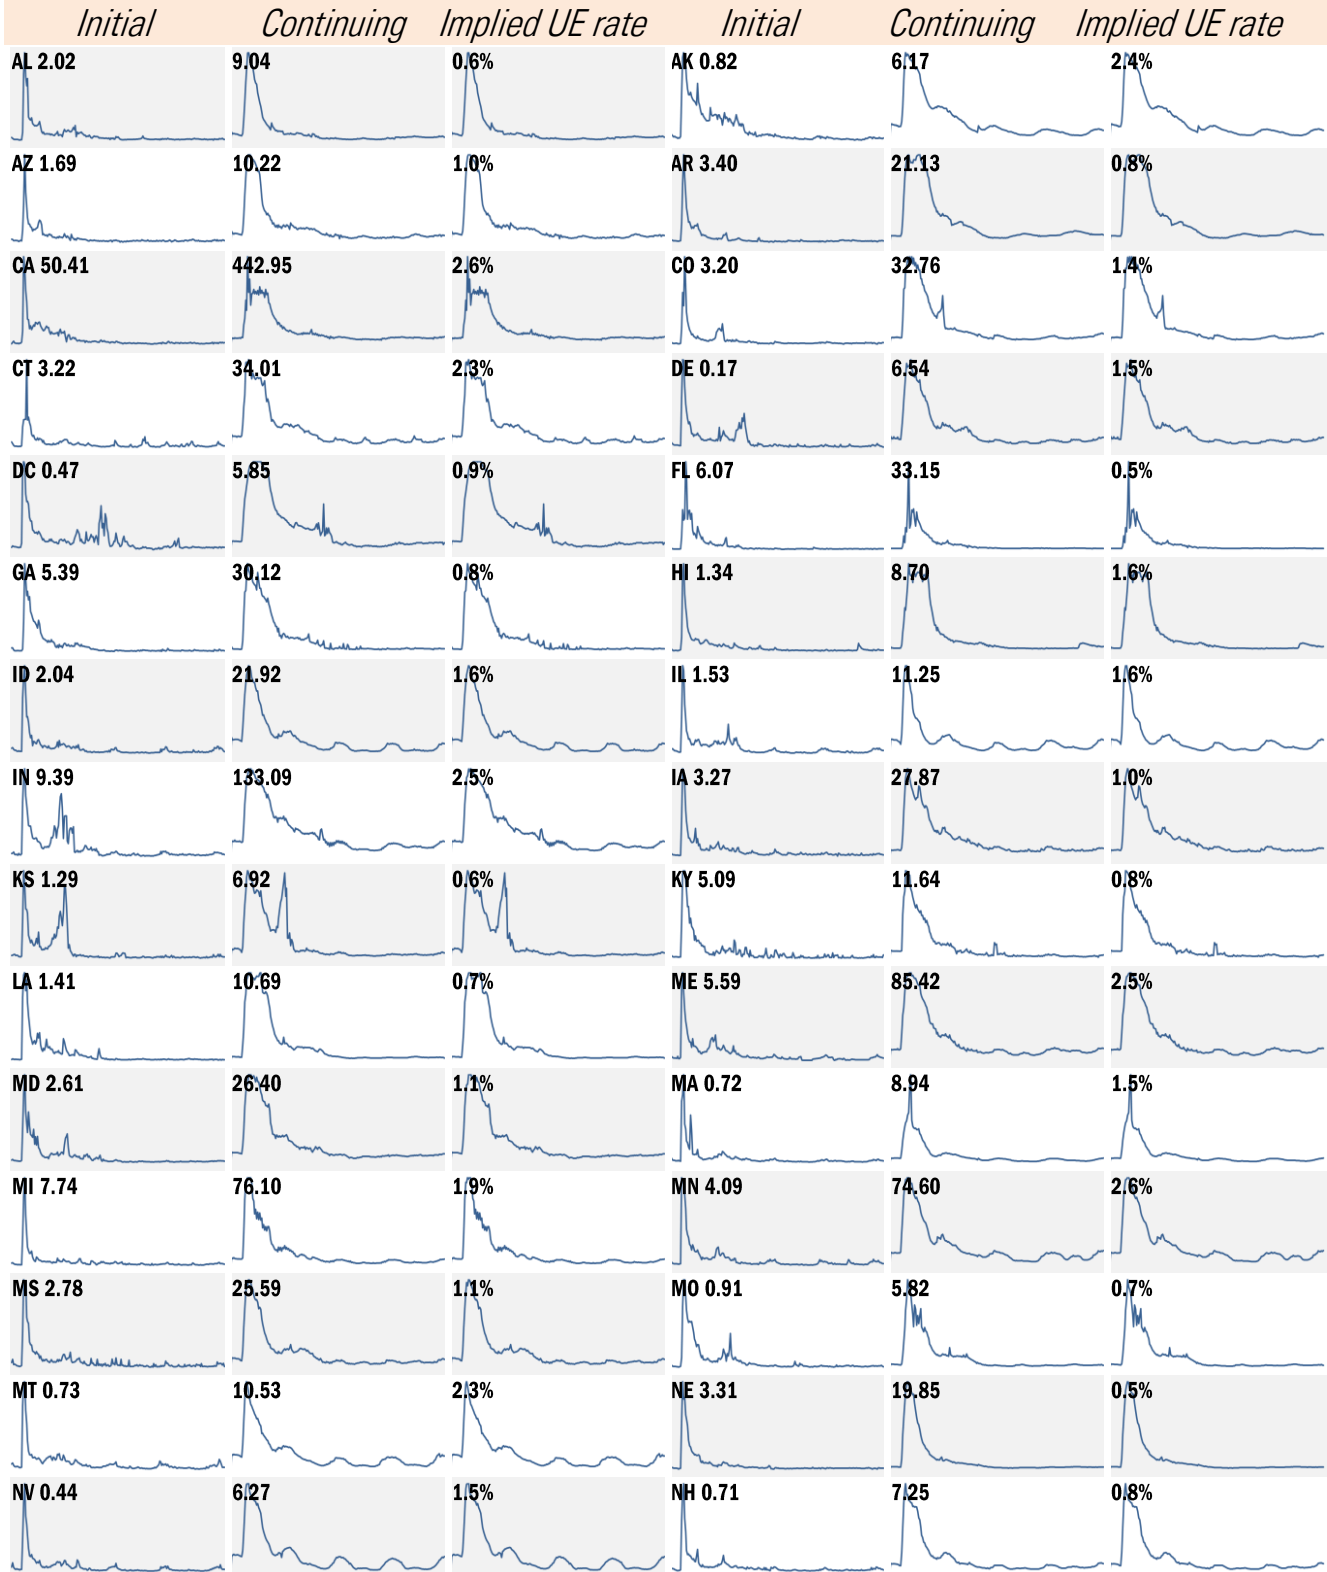 Initial Continuing Implied UE rate Initial Continuing Implied UE rate
AL 2.02 9.04 0.6% AK 0.82 6.17 2.4%
AZ 1.69 10.22 1.0% AR 3.40 21.13 0.8%
CA 50.41 442.95 2.6% CO 3.20 32.76 1.4%
CT 3.22 34.01 2.3% DE 0.17 6.54 1.5%
DC 0.47 5.85 0.9% FL 6.07 33.15 0.5%
GA 5.39 30.12 0.8% HI 1.34 8.70 1.6%
ID 2.04 21.92 1.6% IL 1.53 11.25 1.6%
IN 9.39 133.09 2.5% IA 3.27 27.87 1.0%
KS 1.29 6.92 0.6% KY 5.09 11.64 0.8%
LA 1.41 10.69 0.7% ME 5.59 85.42 2.5%
MD 2.61 26.40 1.1% MA 0.72 8.94 1.5%
MI 7.74 76.10 1.9% MN 4.09 74.60 2.6%
MS 2.78 25.59 1.1% MO 0.91 5.82 0.7%
MT 0.73 10.53 2.3% NE 3.31 19.85 0.5%
NV 0.44 6.27 1.5% NH 0.71 7.25 0.8%